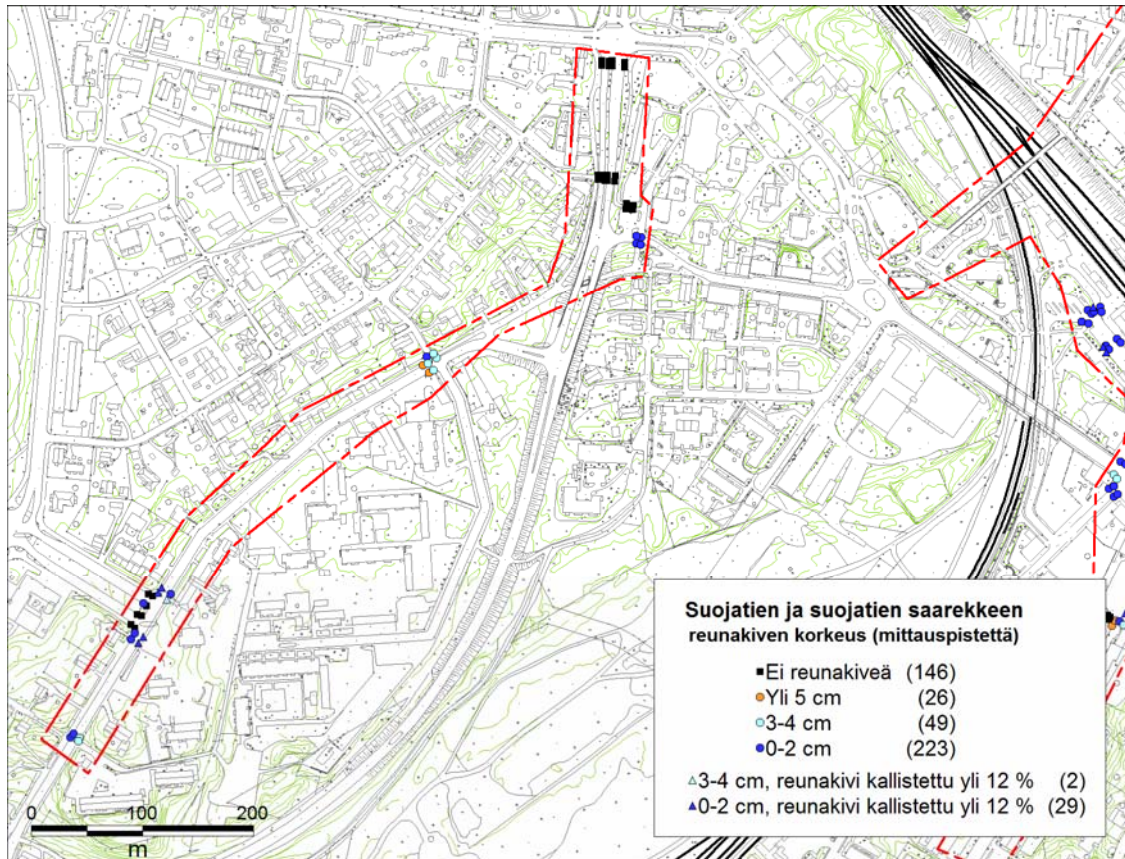 Suojatien ja suojatien saarekkeen
reunakiven korkeus (mittauspistettä)
Ei reunakiveä (146)
Yli 5 cm (26)
3-4 cm (49)
0-2 cm (223)
3-4 cm, reunakivi kallistettu yli 12 % (2)
0-2 cm, reunakivi kallistettu yli 12 % (29)
0 100 200
m